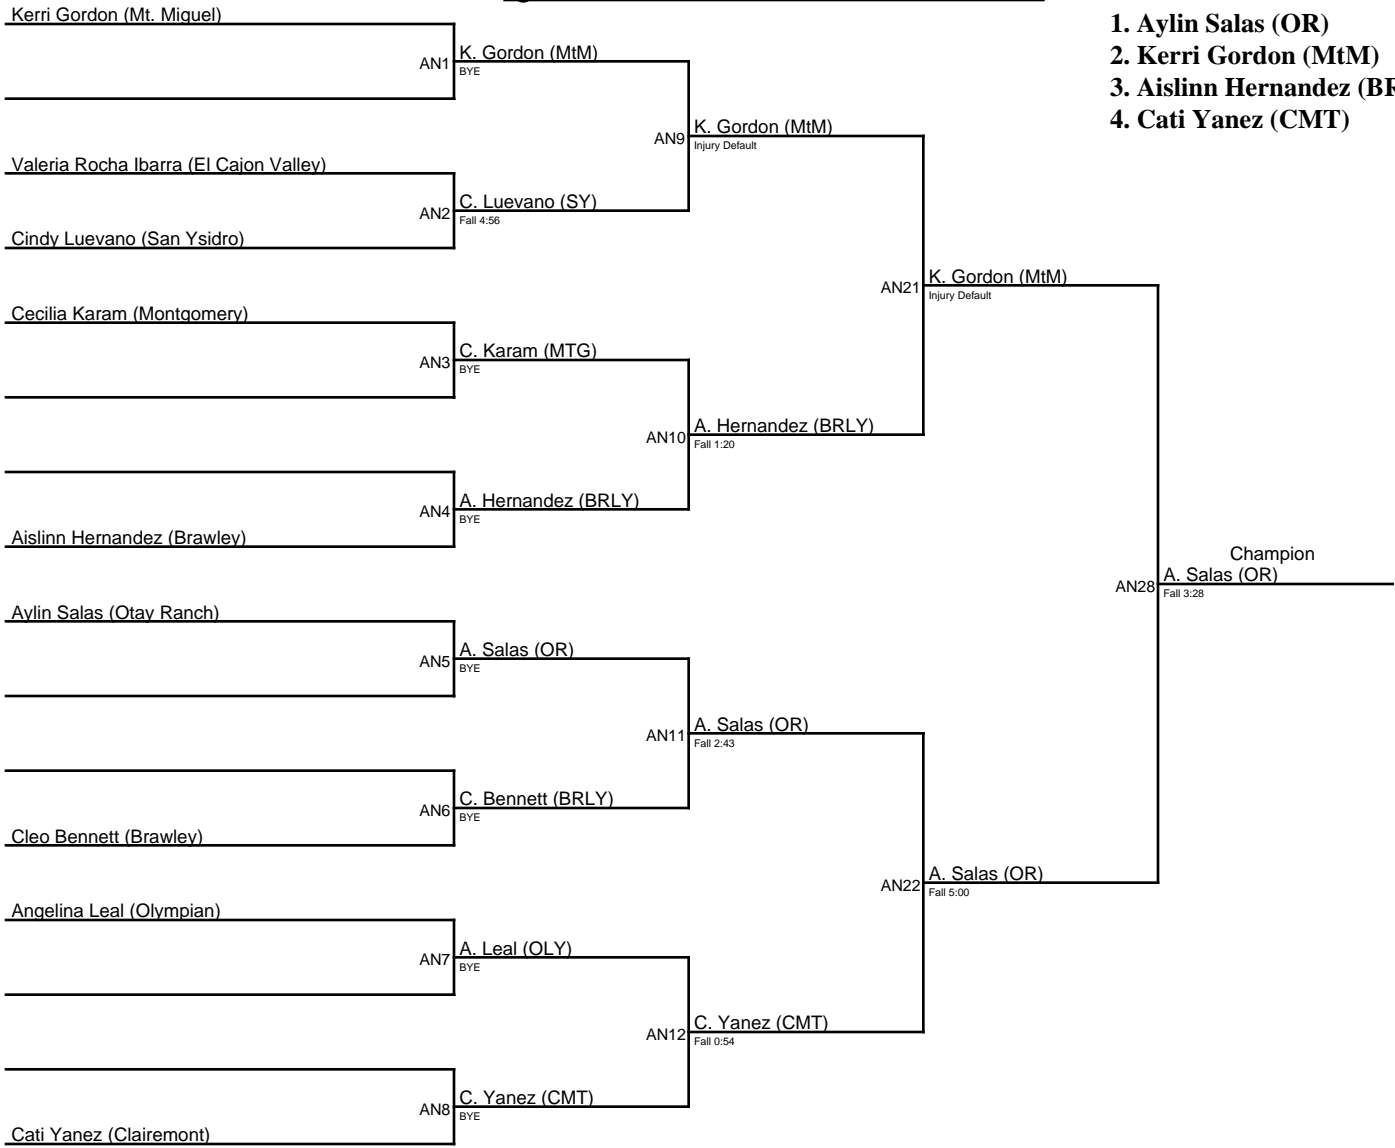 Kerri Gordon (Mt. Miguel)
AN1
K. Gordon (MtM)
BYE
Valeria Rocha Ibarra (El Cajon Valley)
AN2
C. Luevano (SY)
Fall 4:56
Cindy Luevano (San Ysidro)
AN9
K. Gordon (MtM)
Injury Default
Cecilia Karam (Montgomery)
AN3
C. Karam (MTG)
BYE
AN10
A. Hernandez (BRLY)
Fall 1:20
AN4
A. Hernandez (BRLY)
BYE
Aislinn Hernandez (Brawley)
AN21
K. Gordon (MtM)
Injury Default
Aylin Salas (Otay Ranch)
AN5
A. Salas (OR)
BYE
AN11
A. Salas (OR)
Fall 2:43
AN6
C. Bennett (BRLY)
BYE
Cleo Bennett (Brawley)
AN22
A. Salas (OR)
Fall 5:00
Angelina Leal (Olympian)
AN7
A. Leal (OLY)
BYE
AN12
C. Yanez (CMT)
Fall 0:54
AN8
C. Yanez (CMT)
BYE
Cati Yanez (Clairemont)
Champion
AN28
A. Salas (OR)
Fall 3:28
1. Aylin Salas (OR)
2. Kerri Gordon (MtM)
3. Aislinn Hernandez (BR
4. Cati Yanez (CMT)